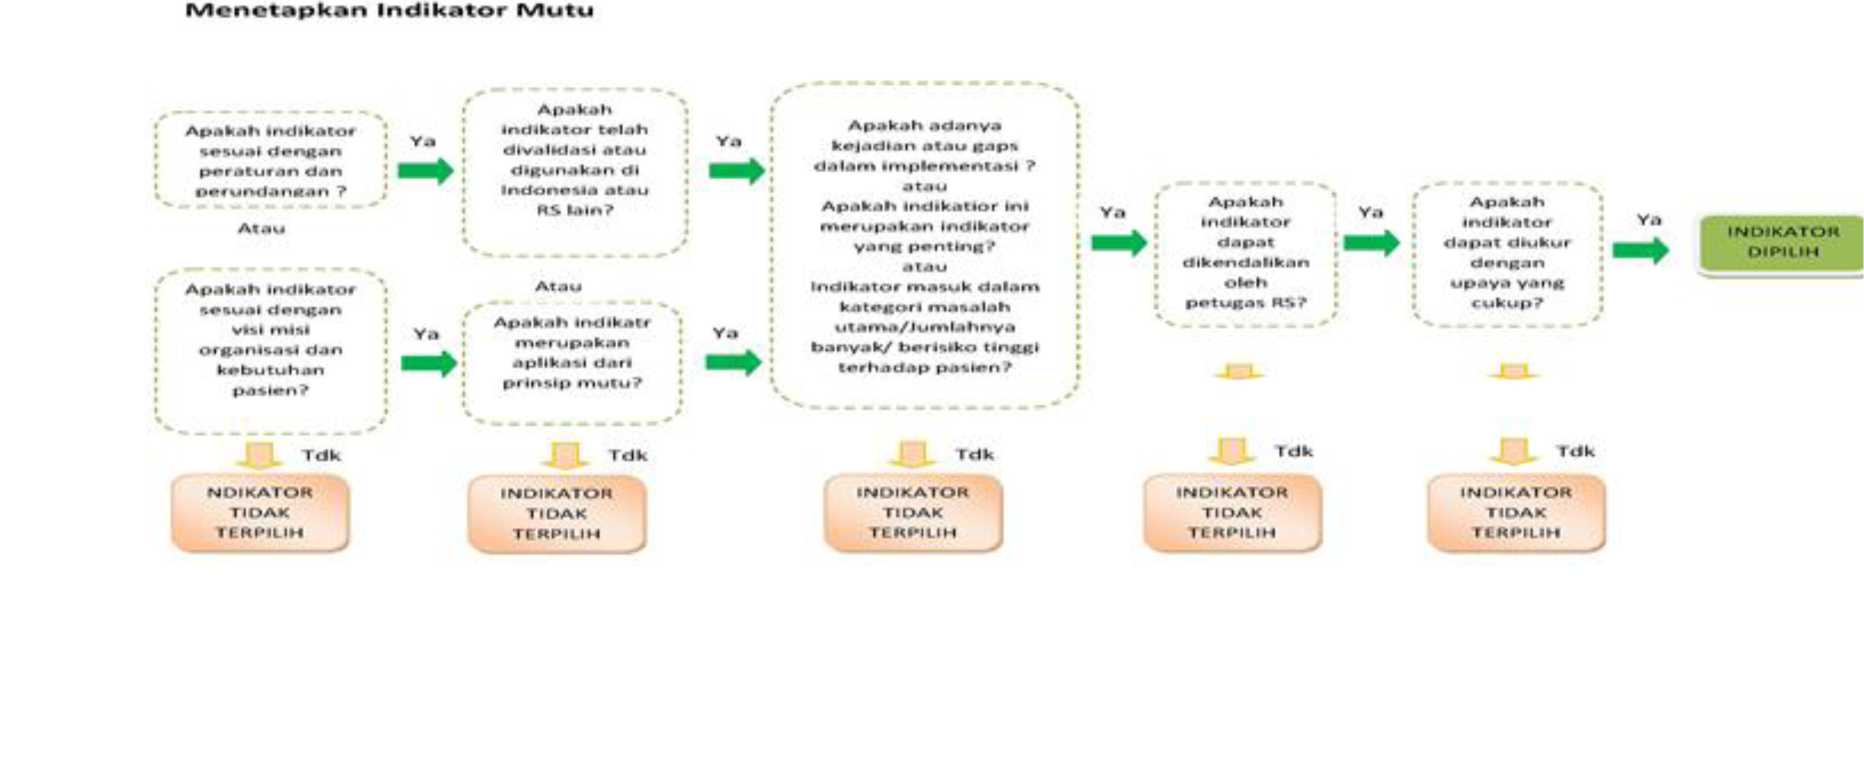 Menetapkan Indikator Mutu
Apakah indikator
sesuai dengan
peraturan dan
perundangan ?
Atau
Apakah indikator
sesuai dengan
visi misi
organisasi dan
kebutuhan
pasien?
Tdk
NDIKATOR
TIDAK
TERPILIH
Ya
Ya
Apakah
indikator telah
divalidasi atau
digunakan di
Indonesia atau
RS lain?
Atau
Apakah indikatr
merupakan
aplikasi dari
prinsip mutu?
Tdk
INDIKATOR
TIDAK
TERPILIH
Ya
Ya
Apakah adanya
kejadian atau gaps
dalam implementasi ?
atau
Apakah indikatior ini
merupakan indikator
yang penting?
atau
Indikator masuk dalam
kategori masalah
utama/Jumlahnya
banyak/ berisiko tinggi
terhadap pasien?
Tdk
INDIKATOR
TIDAK
TERPILIH
Ya
Apakah
indikator
dapat
dikendalikan
oleh
petugas RS?
Tdk
INDIKATOR
TIDAK
TERPILIH
Ya
Apakah
indikator
dapat diukur
dengan
upaya yang
cukup?
Tdk
INDIKATOR
TIDAK
TERPILIH
Ya
INDIKATOR
DIPILIH